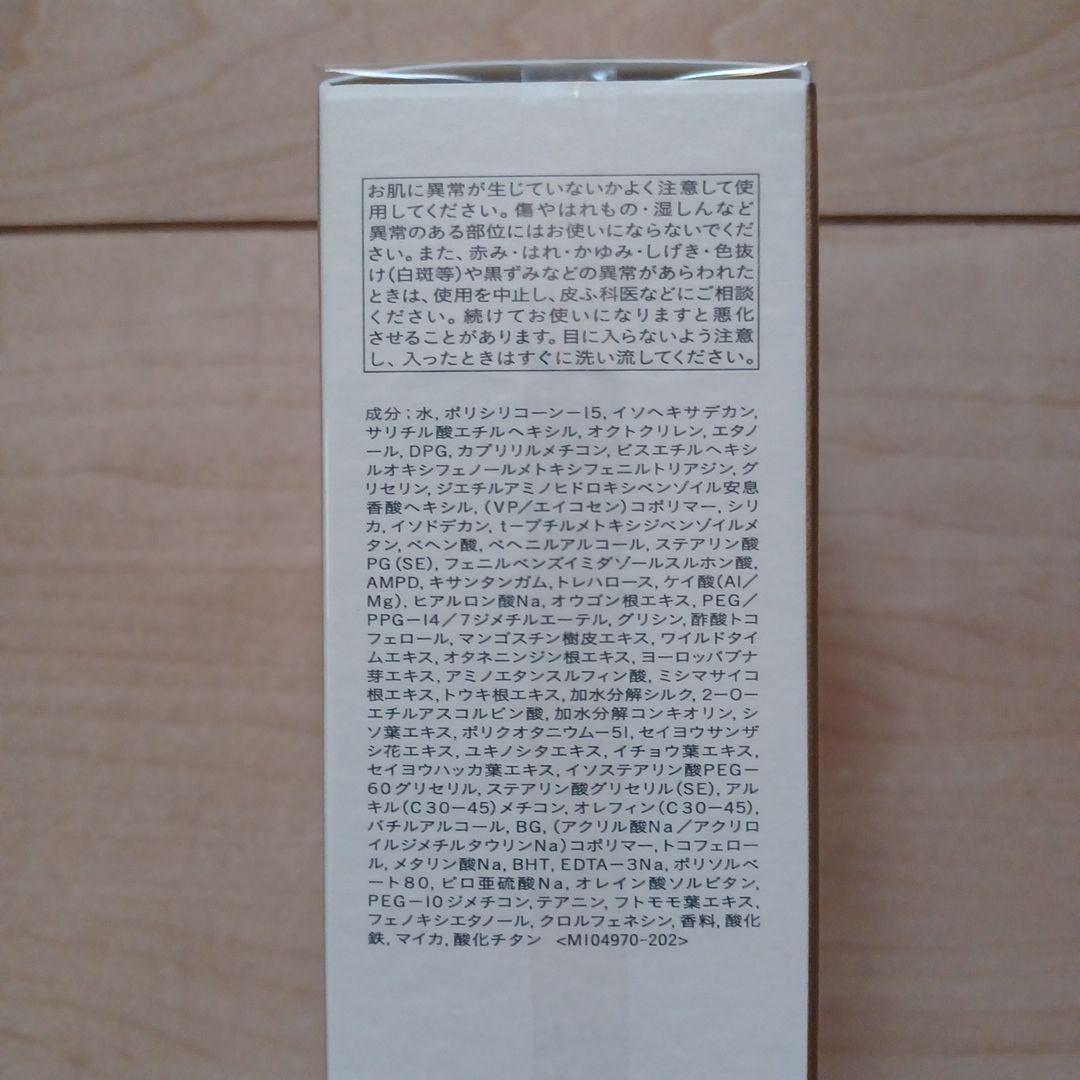 お肌に異常が生じていないかよく注意して使
用してください。傷やはれもの・湿しんなど
異常のある部位にはお使いにならないでくだ
さい。また、赤み・はれ・かゆみ・しげき・色抜
け(白斑等)や黒ずみなどの異常があらわれた
ときは、使用を中止し、皮ふ科医などにご相談
ください。続けてお使いになりますと悪化
させることがあります。目に入らないよう注意
し、入ったときはすぐに洗い流してください。
成分；水, ポリシリコーン－15, イソヘキサデカン,
サリチル酸エチルヘキシル, オクトクリレン, エタノ
ール, DPG, カプリリルメチコン, ビスエチルヘキシ
ルオキシフェノールメトキシフェニルトリアジン, グ
リセリン, ジエチルアミノヒドロキシベンゾイル安息
香酸ヘキシル, (VP／エイコセン)コポリマー, シリ
カ, イソドデカン, t－ブチルメトキシジベンゾイルメ
タン, ベヘン酸, ベヘニルアルコール, ステアリン酸
PG(SE), フェニルベンズイミダゾールスルホン酸,
AMPD, キサンタンガム, トレハロース, ケイ酸(Al／
Mg), ヒアルロン酸Na, オウゴン根エキス, PEG／
PPG－14／7ジメチルエーテル, グリシン, 酢酸トコ
フェロール, マンゴスチン樹皮エキス, ワイルドタイ
ムエキス, オタネニンジン根エキス, ヨーロッパブナ
芽エキス, アミノエタンスルフィン酸, ミシマサイコ
根エキス, トウキ根エキス, 加水分解シルク, 2－O－
エチルアスコルビン酸, 加水分解コンキオリン, シ
ソ葉エキス, ポリクオタニウム－51, セイヨウサンザ
シ花エキス, ユキノシタエキス, イチョウ葉エキス,
セイヨウハッカ葉エキス, イソステアリン酸PEG－
60グリセリル, ステアリン酸グリセリル(SE), アル
キル(C30－45)メチコン, オレフィン(C30－45),
バチルアルコール, BG, (アクリル酸Na／アクリロ
イルジメチルタウリンNa)コポリマー, トコフェロー
ル, メタリン酸Na, BHT, EDTA－3Na, ポリソルベ
ート80, ピロ亜硫酸Na, オレイン酸ソルビタン,
PEG－10ジメチコン, テアニン, フトモモ葉エキス,
フェノキシエタノール, クロルフェネシン, 香料, 酸化
鉄, マイカ, 酸化チタン <MI04970-202>